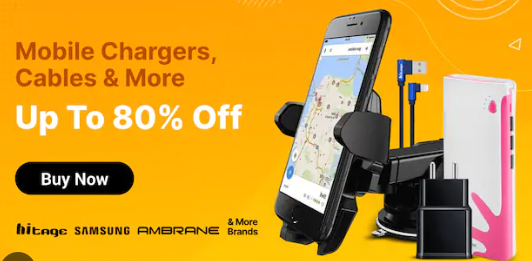 Mobile Chargers,
Cables & More
Up To 80% Off
Buy Now
hitage SAMSUNG AMBRANE & More Brands